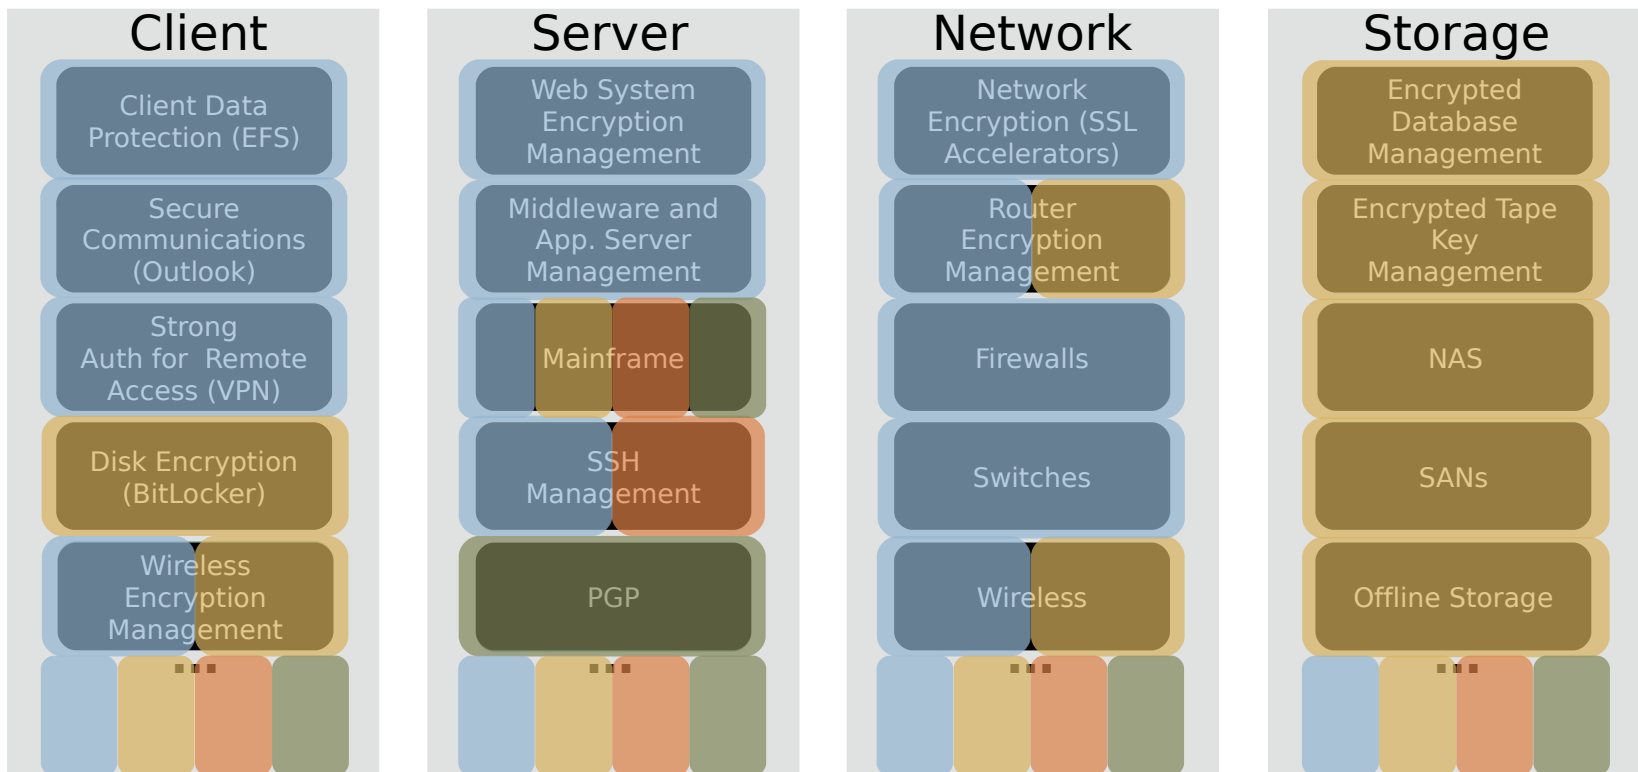 Client
Client Data
Protection (EFS)
Secure
Communications
(Outlook)
Strong
Auth for  Remote
Access (VPN)
Disk Encryption
(BitLocker)
Wireless
Encryption
Management
...
Server
Web System
Encryption
Management
Middleware and
App. Server
Management
Mainframe
SSH
Management
PGP
...
Network
Network
Encryption (SSL
Accelerators)
Router
Encryption
Management
Firewalls
Switches
Wireless
...
Storage
Encrypted
Database
Management
Encrypted Tape
Key
Management
NAS
SANs
Offline Storage
...